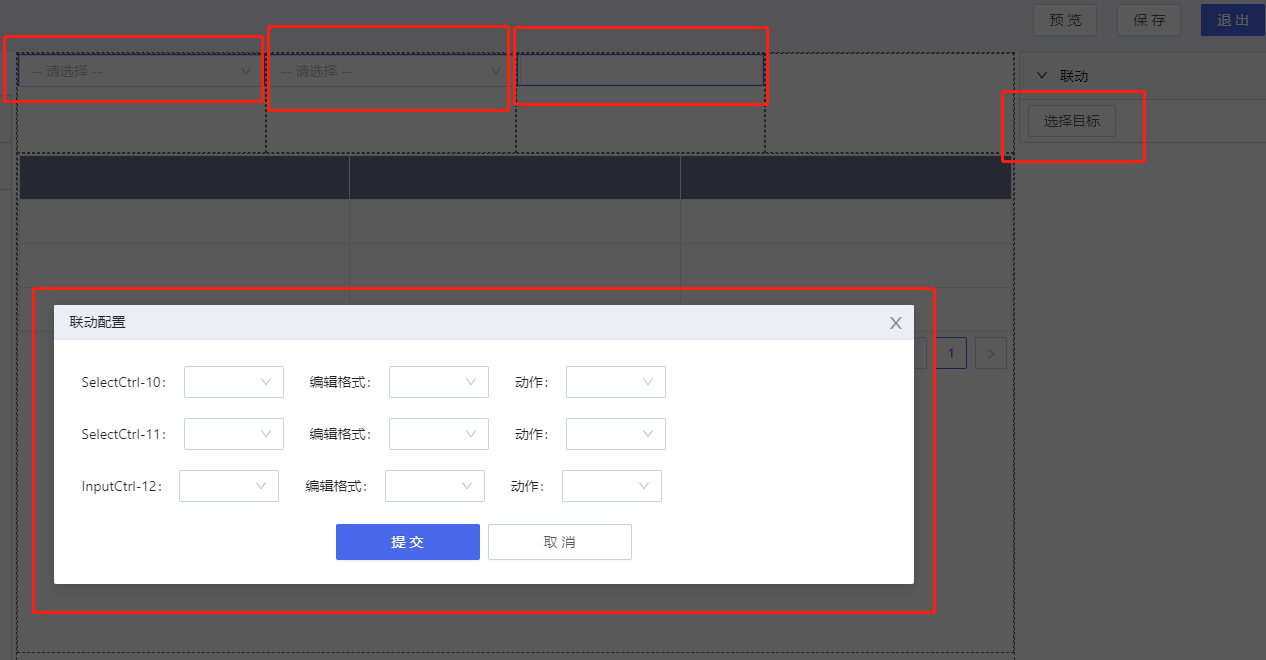 预 览 保 存 退 出
-- 请选择 -- -- 请选择 -- 联动
选择目标
联动配置
SelectCtrl-10: 编辑格式: 动作:
SelectCtrl-11: 编辑格式: 动作:
InputCtrl-12: 编辑格式: 动作:
提 交 取 消
1